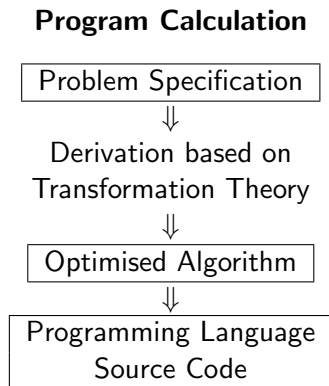 Program Calculation
Problem Specification
⇓
Derivation based on
Transformation Theory
⇓
Optimised Algorithm
⇓
Programming Language
Source Code